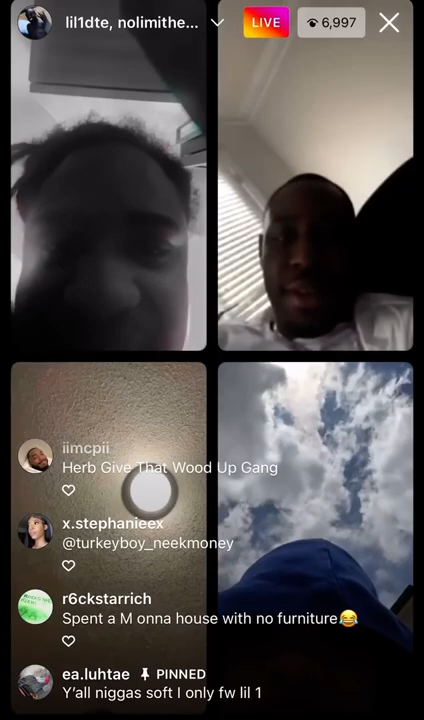 lil1dte, nolimithe...
LIVE
6,997
iimcpii
Herb Give That Wood Up Gang
x.stephanieex
@turkeyboy_neekmoney
r6ckstarrich
Spent a M onna house with no furniture😂
ea.luhtae PINNED
Y'all niggas soft I only fw lil 1